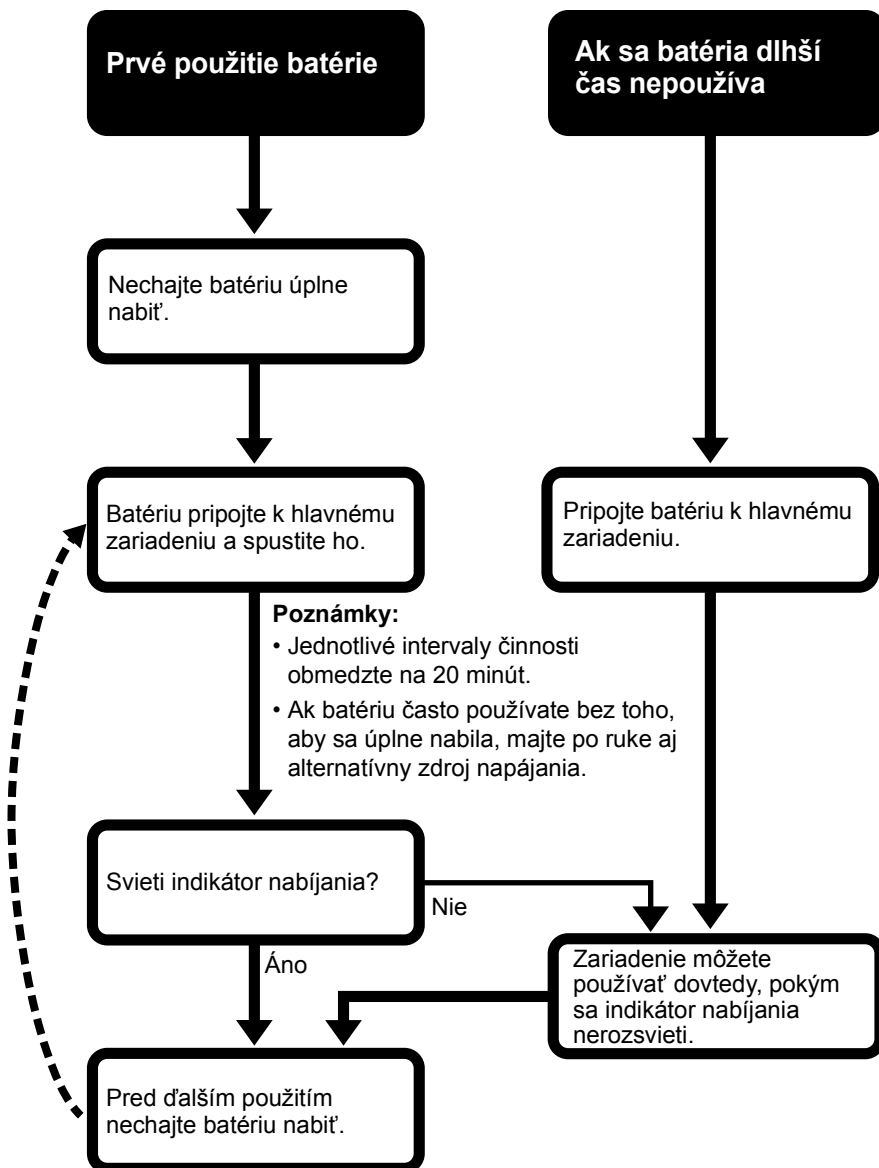 Prvé použitie batérie
Ak sa batéria dlhší
čas nepoužíva
Nechajte batériu úplne
nabiť.
Batériu pripojte k hlavnému
zariadeniu a spustite ho.
Pripojte batériu k hlavnému
zariadeniu.
Poznámky:
• Jednotlivé intervaly činnosti
obmedzte na 20 minút.
• Ak batériu často používate bez toho,
aby sa úplne nabila, majte po ruke aj
alternatívny zdroj napájania.
Svieti indikátor nabíjania?
Nie
Áno
Zariadenie môžete
používať dovtedy, pokým
sa indikátor nabíjania
nerozsvieti.
Pred ďalším použitím
nechajte batériu nabiť.